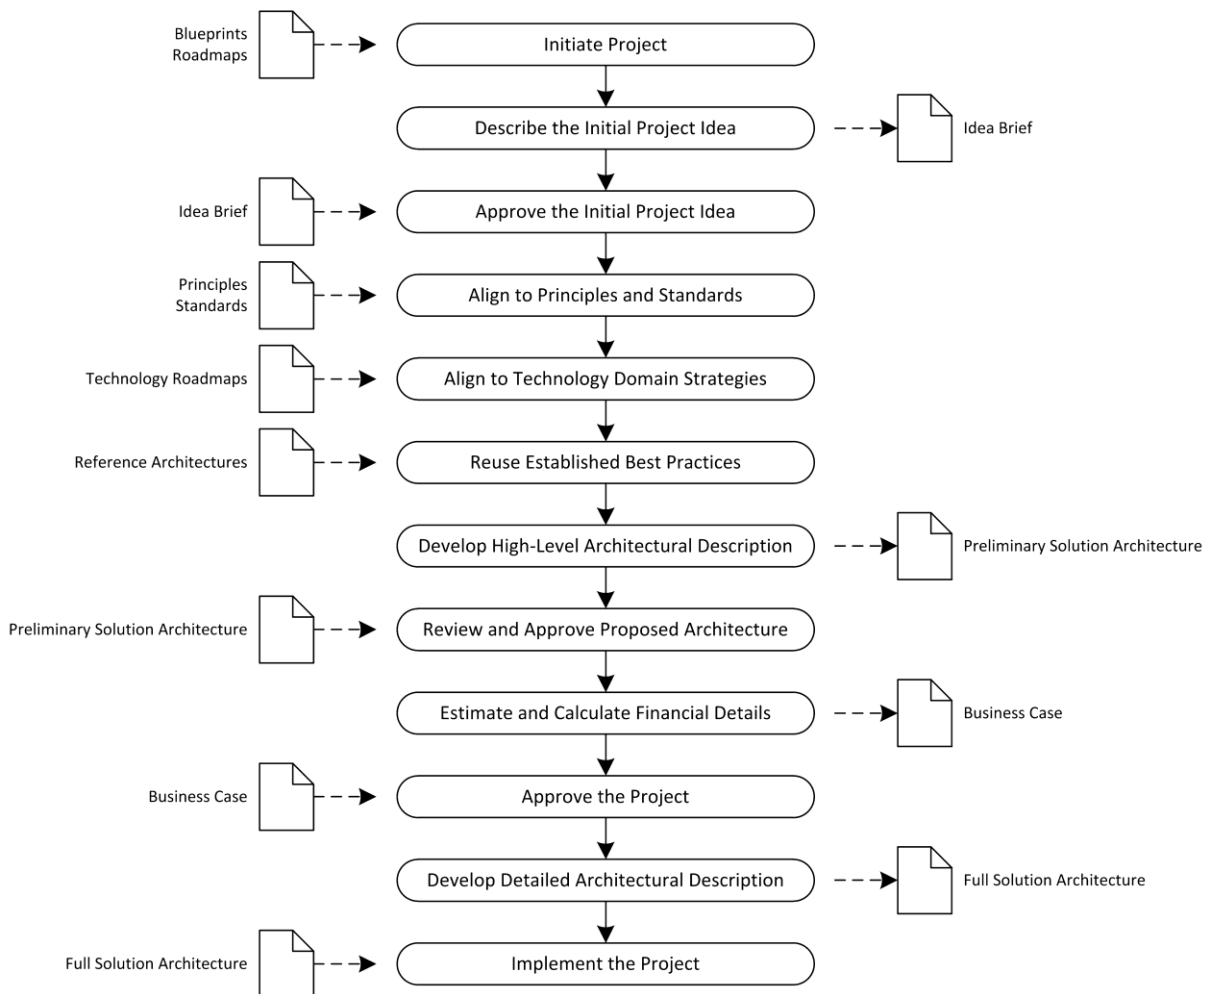 Blueprints
Roadmaps
Initiate Project
Describe the Initial Project Idea
Idea Brief
Idea Brief
Approve the Initial Project Idea
Principles
Standards
Align to Principles and Standards
Technology Roadmaps
Align to Technology Domain Strategies
Reference Architectures
Reuse Established Best Practices
Develop High-Level Architectural Description
Preliminary Solution Architecture
Preliminary Solution Architecture
Review and Approve Proposed Architecture
Estimate and Calculate Financial Details
Business Case
Business Case
Approve the Project
Develop Detailed Architectural Description
Full Solution Architecture
Full Solution Architecture
Implement the Project